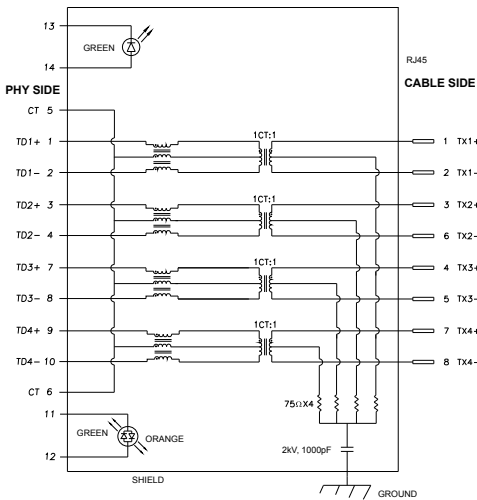 13
GREEN
14
RJ45
PHY SIDE
CABLE SIDE
CT 5
TD1+ 1
1CT:1
1 TX1+
TD1- 2
2 TX1-
TD2+ 3
1CT:1
3 TX2+
TD2- 4
6 TX2-
TD3+ 7
1CT:1
4 TX3+
TD3- 8
5 TX3-
TD4+ 9
1CT:1
7 TX4+
TD4- 10
8 TX4-
CT 6
75ΩX4
11
GREEN
ORANGE
2kV, 1000pF
12
SHIELD
GROUND